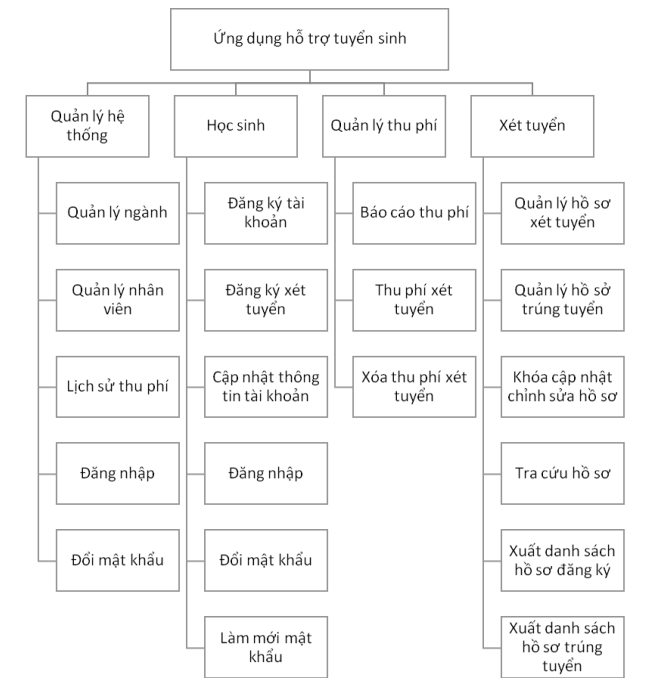 Ứng dụng hỗ trợ tuyển sinh
Quản lý hệ
thống
Học sinh
Quản lý thu phí
Xét tuyển
Quản lý ngành
Quản lý nhân
viên
Lịch sử thu phí
Đăng nhập
Đổi mật khẩu
Đăng ký tài
khoản
Đăng ký xét
tuyển
Cập nhật thông
tin tài khoản
Đăng nhập
Đổi mật khẩu
Làm mới mật
khẩu
Báo cáo thu phí
Thu phí xét
tuyển
Xóa thu phí xét
tuyển
Quản lý hồ sơ
xét tuyển
Quản lý hồ sở
trúng tuyển
Khóa cập nhật
chỉnh sửa hồ sơ
Tra cứu hồ sơ
Xuất danh sách
hồ sơ đăng ký
Xuất danh sách
hồ sơ trúng
tuyển